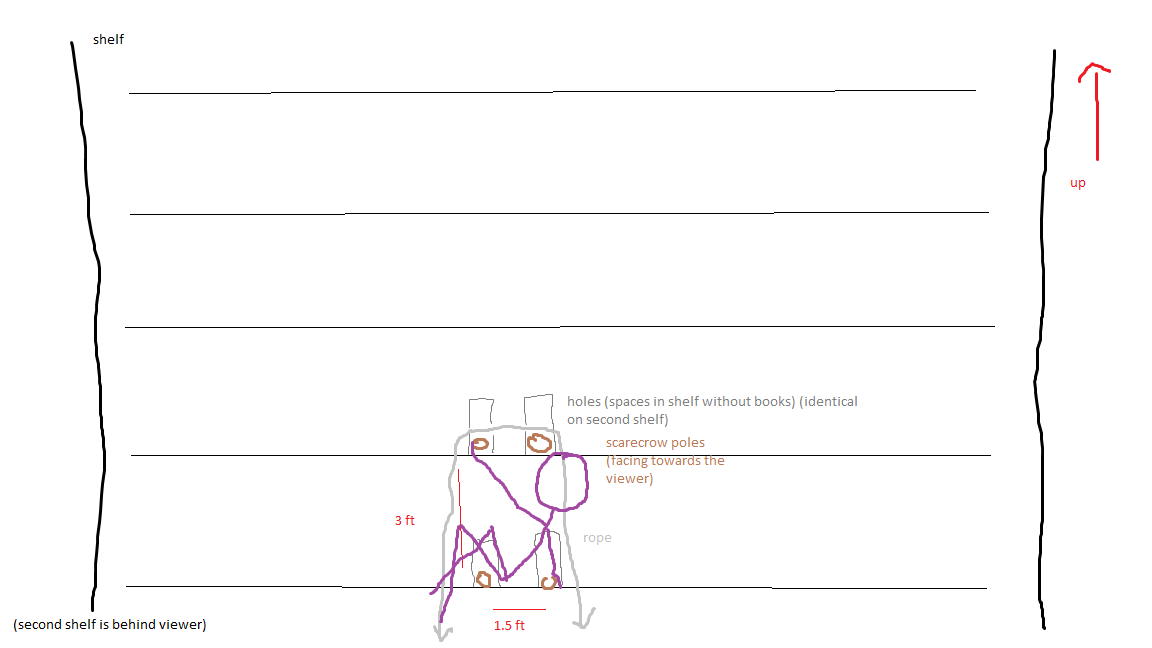 shelf
up
holes (spaces in shelf without books) (identical
on second shelf)
scarecrow poles
(facing towards the
viewer)
3 ft
rope
(second shelf is behind viewer)
1.5 ft